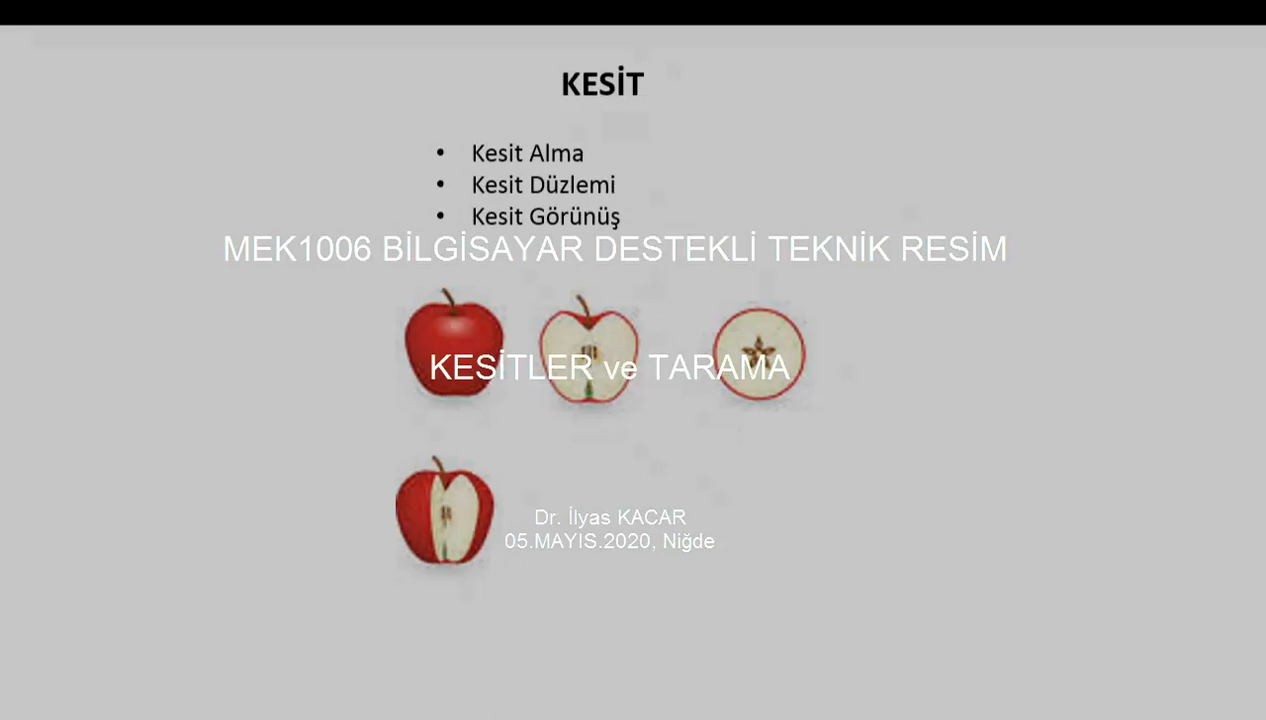 KESİT
• Kesit Alma
• Kesit Düzlemi
• Kesit Görünüş
MEK1006 BİLGİSAYAR DESTEKLİ TEKNİK RESİM
KESİTLER ve TARAMA
Dr. İlyas KACAR
05.MAYIS.2020, Niğde